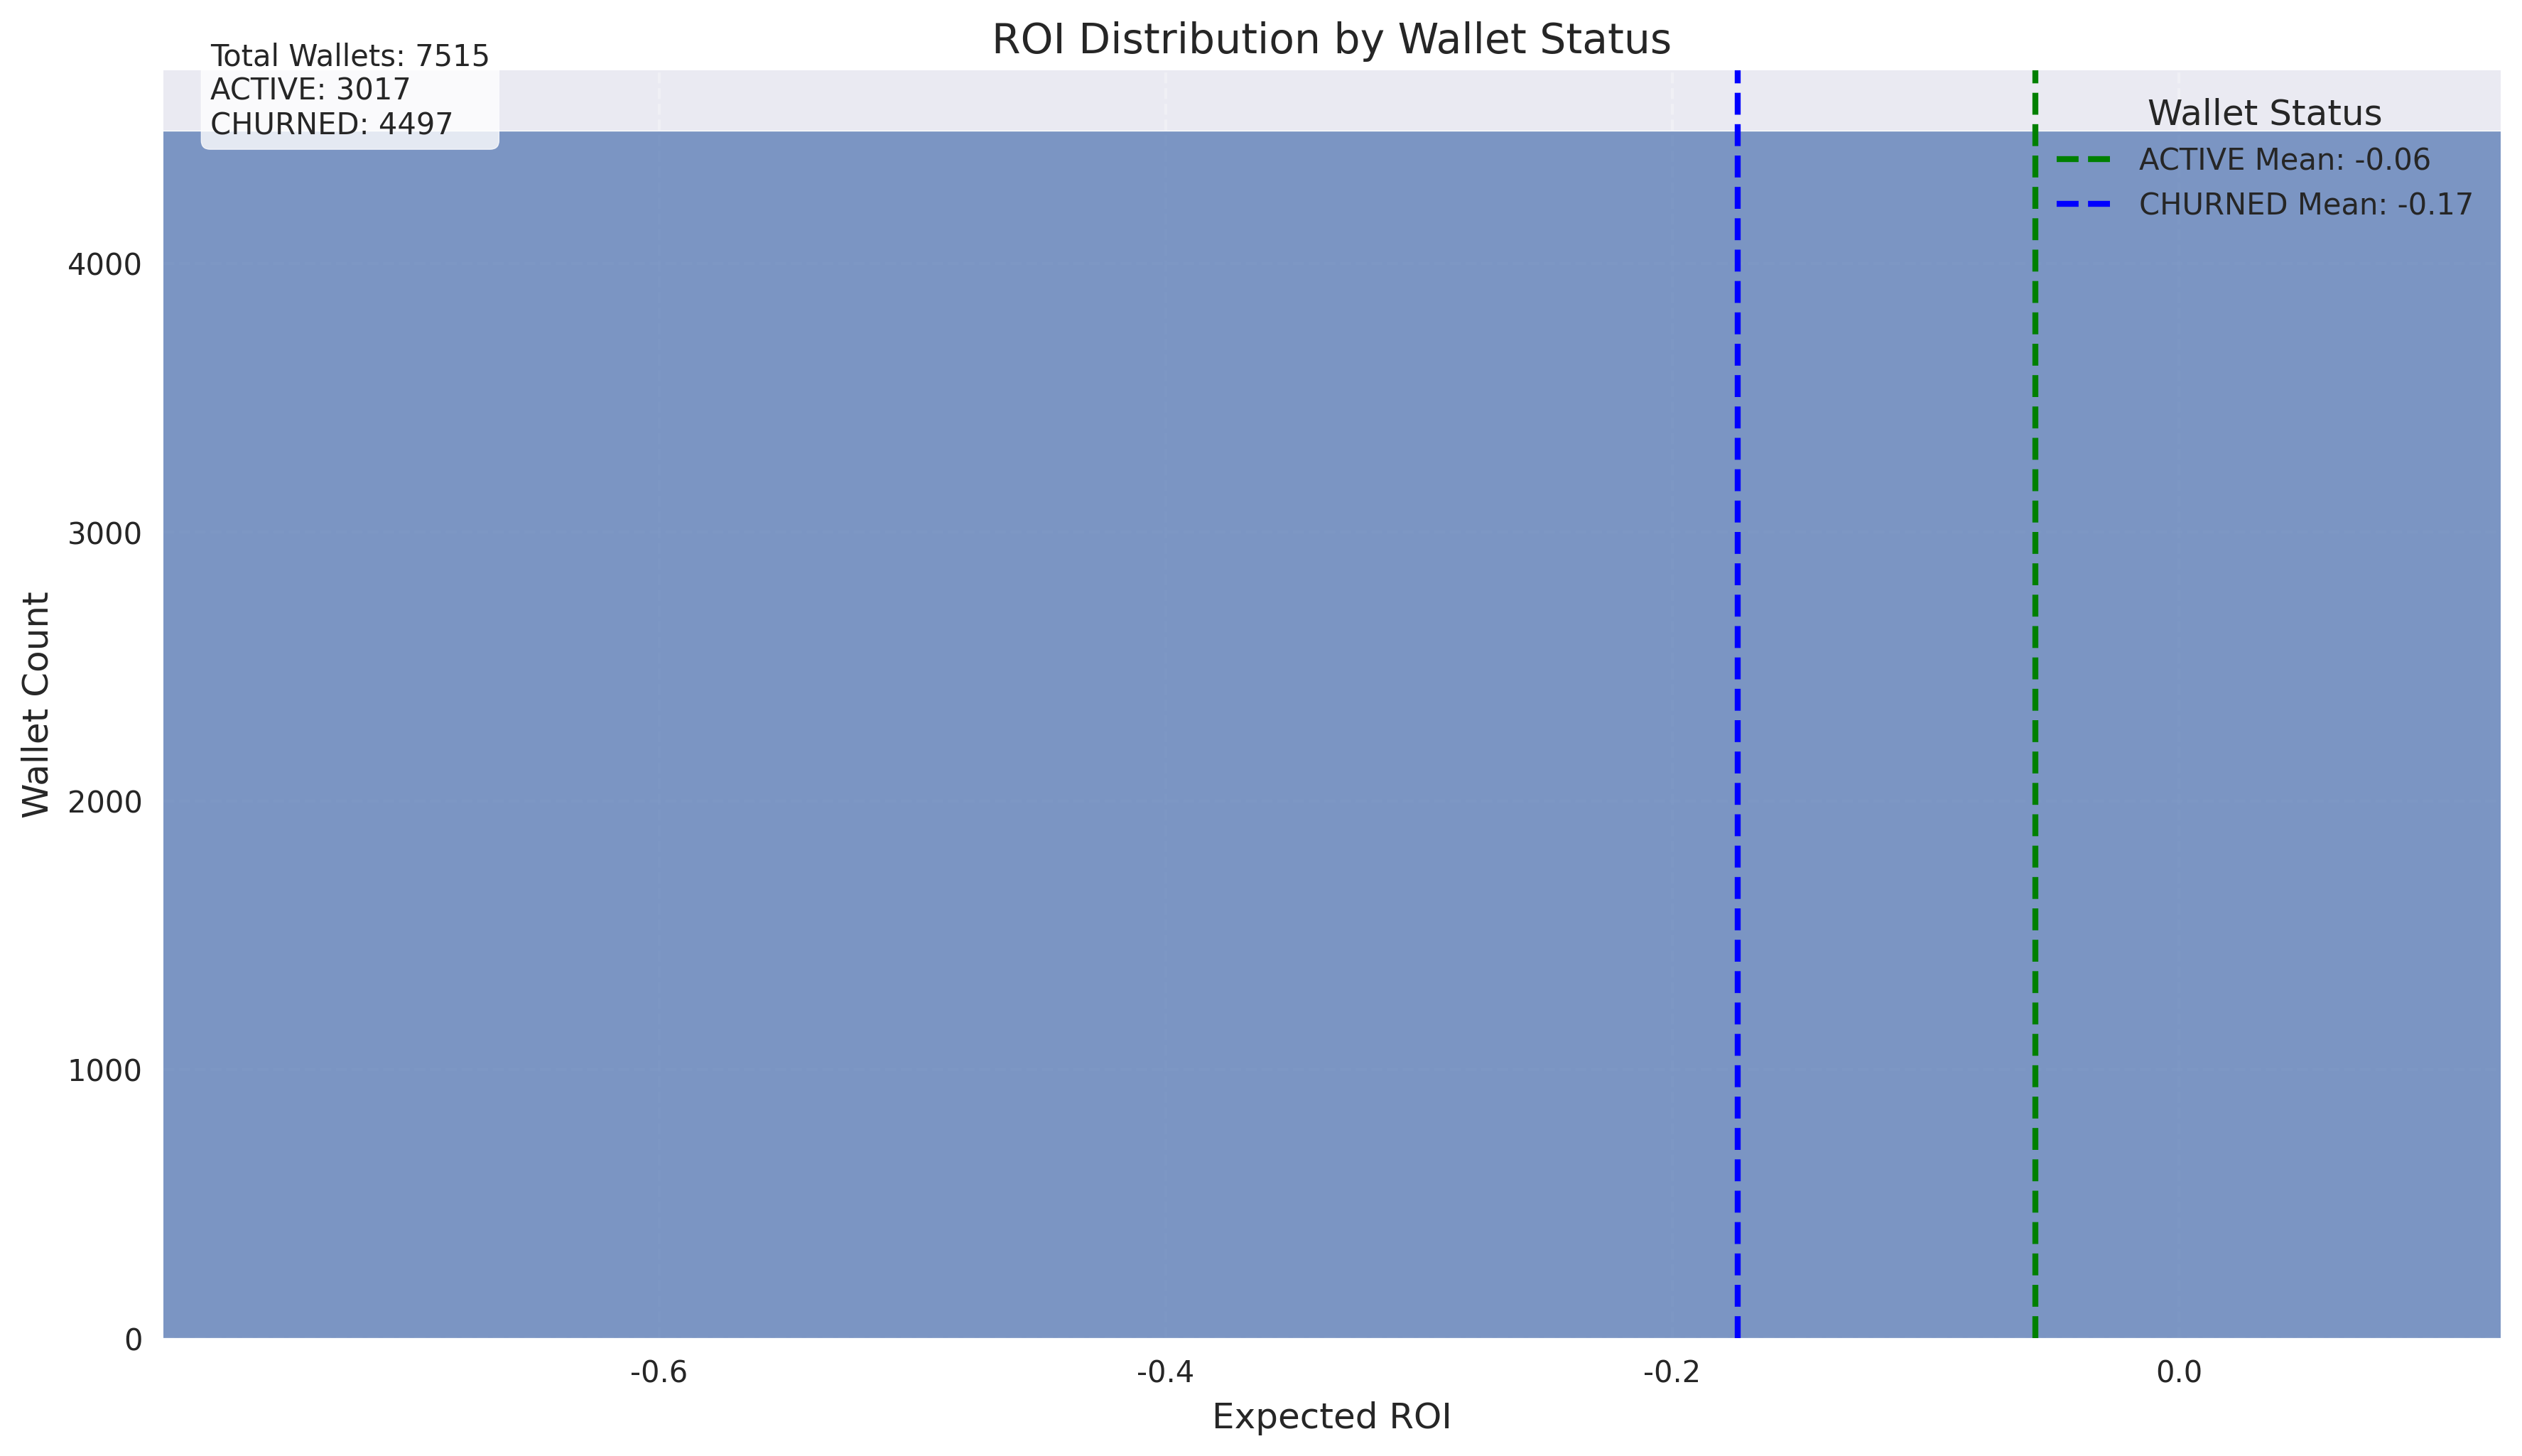 ROI Distribution by Wallet Status
Total Wallets: 7515
ACTIVE: 3017
CHURNED: 4497
Wallet Status
ACTIVE Mean: -0.06
CHURNED Mean: -0.17
Wallet Count
4000
3000
2000
1000
0
-0.6
-0.4
-0.2
0.0
Expected ROI